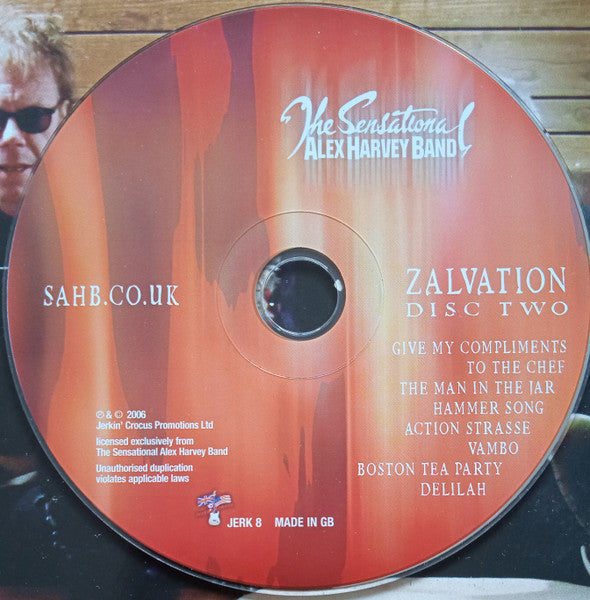 The Sensational
ALEX HARVEY BAND
SAHB.CO.UK
ZALVATION
DISC TWO
GIVE MY COMPLIMENTS
TO THE CHEF
THE MAN IN THE JAR
HAMMER SONG
ACTION STRASSE
VAMBO
BOSTON TEA PARTY
DELILAH
℗ & © 2006
Jerkin' Crocus Promotions Ltd
licensed exclusively from
The Sensational Alex Harvey Band
Unauthorised duplication
violates applicable laws
JERK 8 MADE IN GB